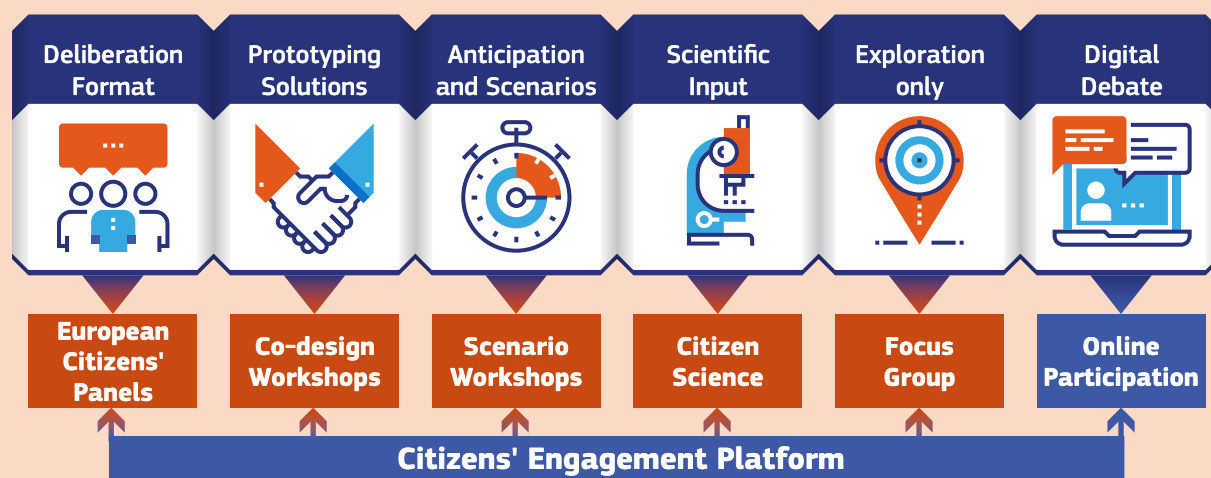 Deliberation
Format
Prototyping
Solutions
Anticipation
and Scenarios
Scientific
Input
Exploration
only
Digital
Debate
European
Citizens'
Panels
Co-design
Workshops
Scenario
Workshops
Citizen
Science
Focus
Group
Online
Participation
Citizens' Engagement Platform